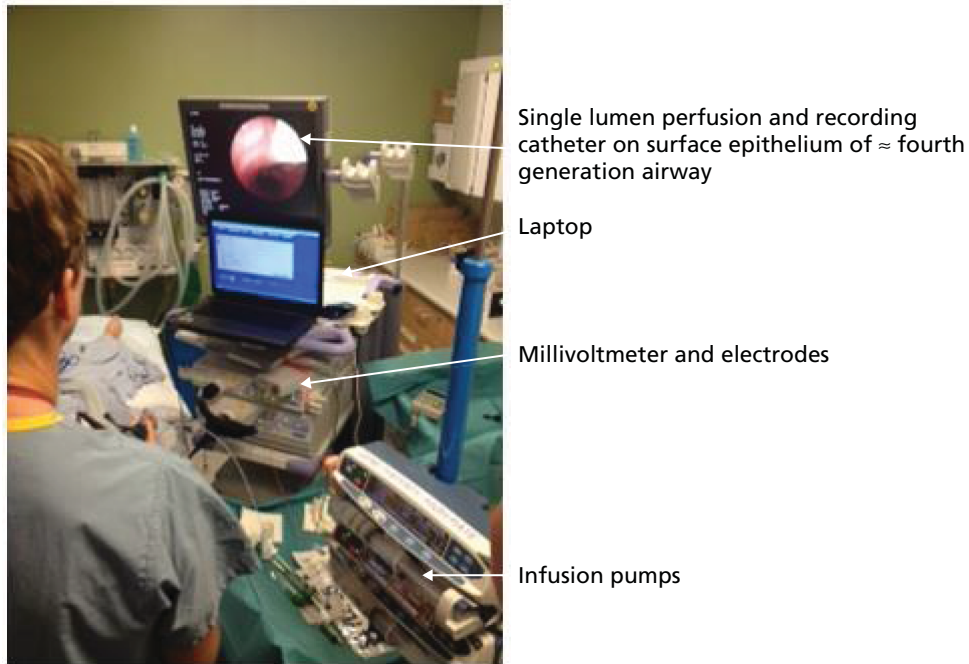 Single lumen perfusion and recording
catheter on surface epithelium of ≈ fourth
generation airway
Laptop
Millivoltmeter and electrodes
Infusion pumps